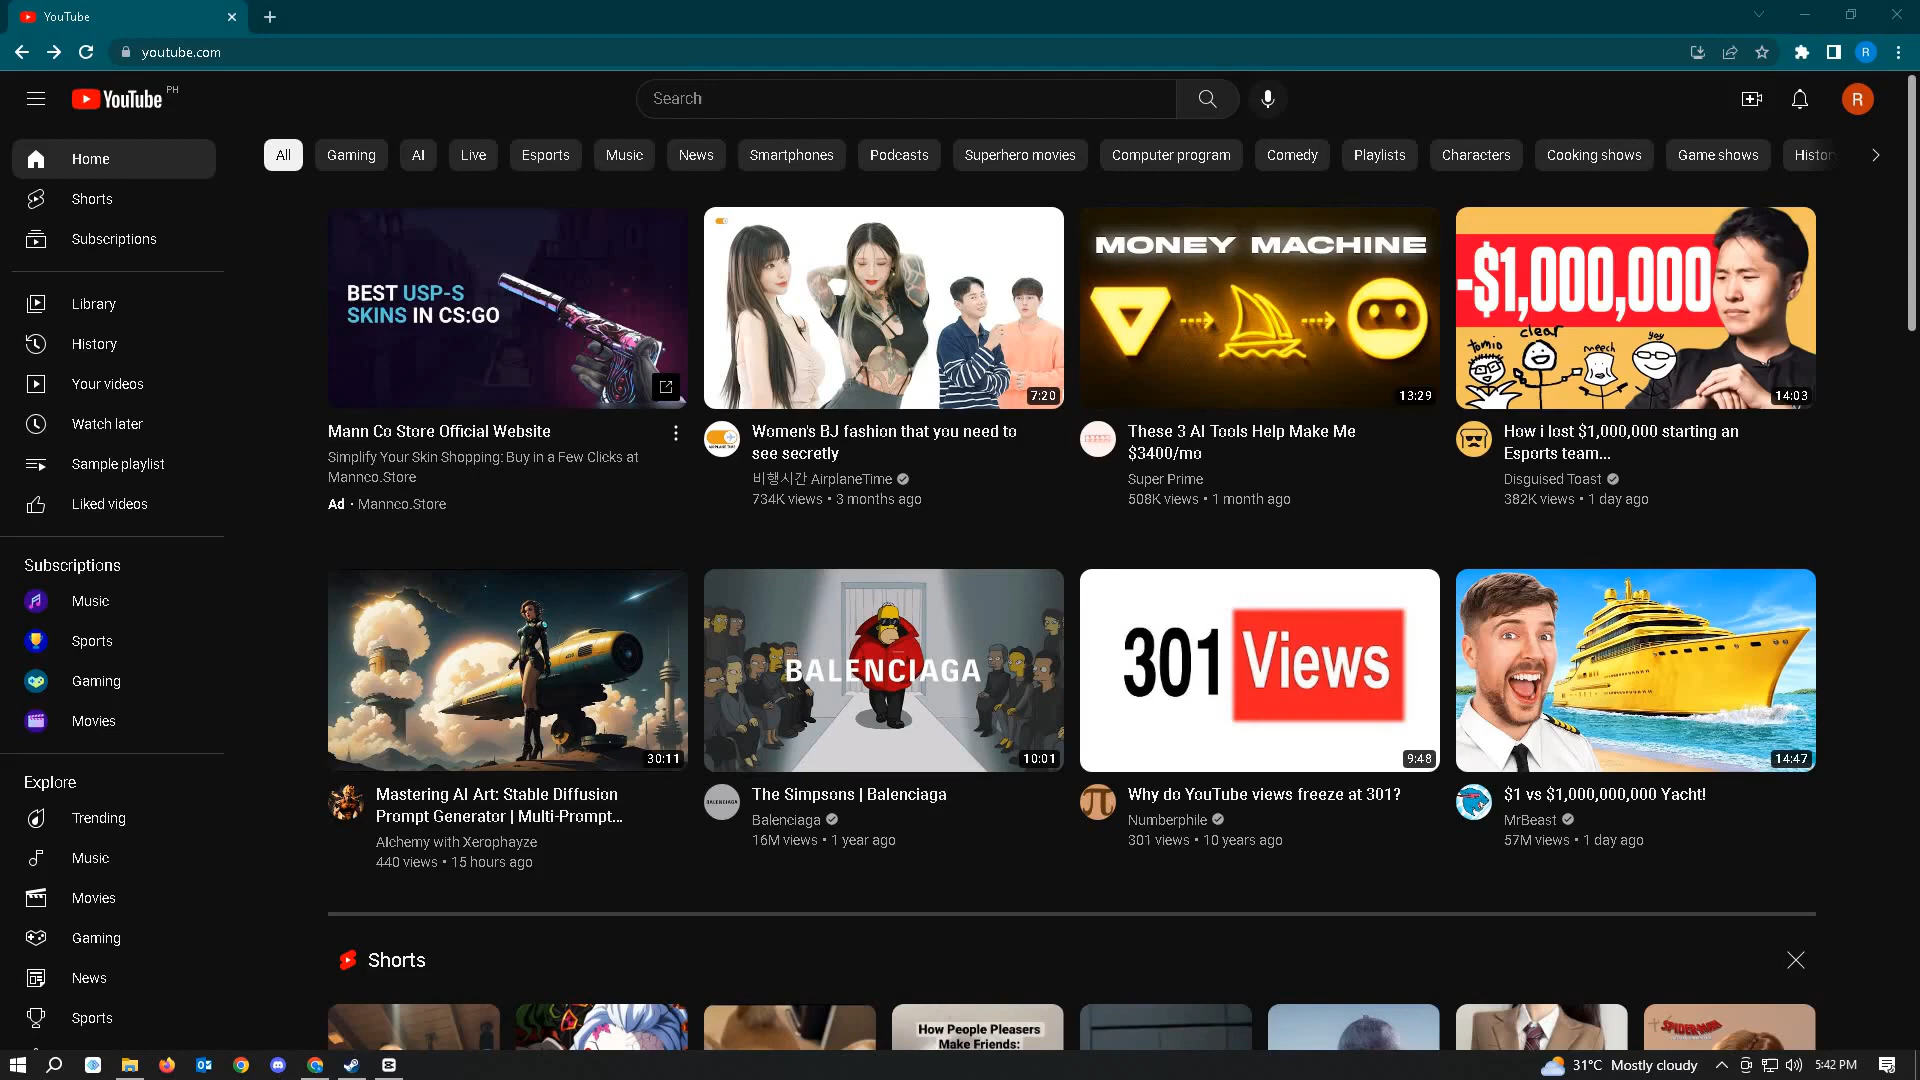 YouTube
youtube.com
R
YouTube PH
Search
R
Home
Shorts
Subscriptions
Library
History
Your videos
Watch later
Sample playlist
Liked videos
Subscriptions
Music
Sports
Gaming
Movies
Explore
Trending
Music
Movies
Gaming
News
Sports
All
Gaming
AI
Live
Esports
Music
News
Smartphones
Podcasts
Superhero movies
Computer program
Comedy
Playlists
Characters
Cooking shows
Game shows
Histor
BEST USP-S
SKINS IN CS:GO
Mann Co Store Official Website
Simplify Your Skin Shopping: Buy in a Few Clicks at
Mannco.Store
Ad · Mannco.Store
7:20
Women's BJ fashion that you need to
see secretly
비행시간 AirplaneTime
734K views • 3 months ago
MONEY MACHINE
13:29
These 3 AI Tools Help Make Me
$3400/mo
Super Prime
508K views • 1 month ago
-$1,000,000
tomio
clear
meech
yoy
14:03
How i lost $1,000,000 starting an
Esports team...
Disguised Toast
382K views • 1 day ago
30:11
Mastering AI Art: Stable Diffusion
Prompt Generator | Multi-Prompt...
Alchemy with Xerophayze
440 views • 15 hours ago
BALENCIAGA
10:01
The Simpsons | Balenciaga
Balenciaga
16M views • 1 year ago
301 Views
9:48
Why do YouTube views freeze at 301?
Numberphile
301 views • 10 years ago
14:47
$1 vs $1,000,000,000 Yacht!
MrBeast
57M views • 1 day ago
Shorts
How People Pleasers
Make Friends:
SPIDER-MAN
31°C Mostly cloudy
5:42 PM